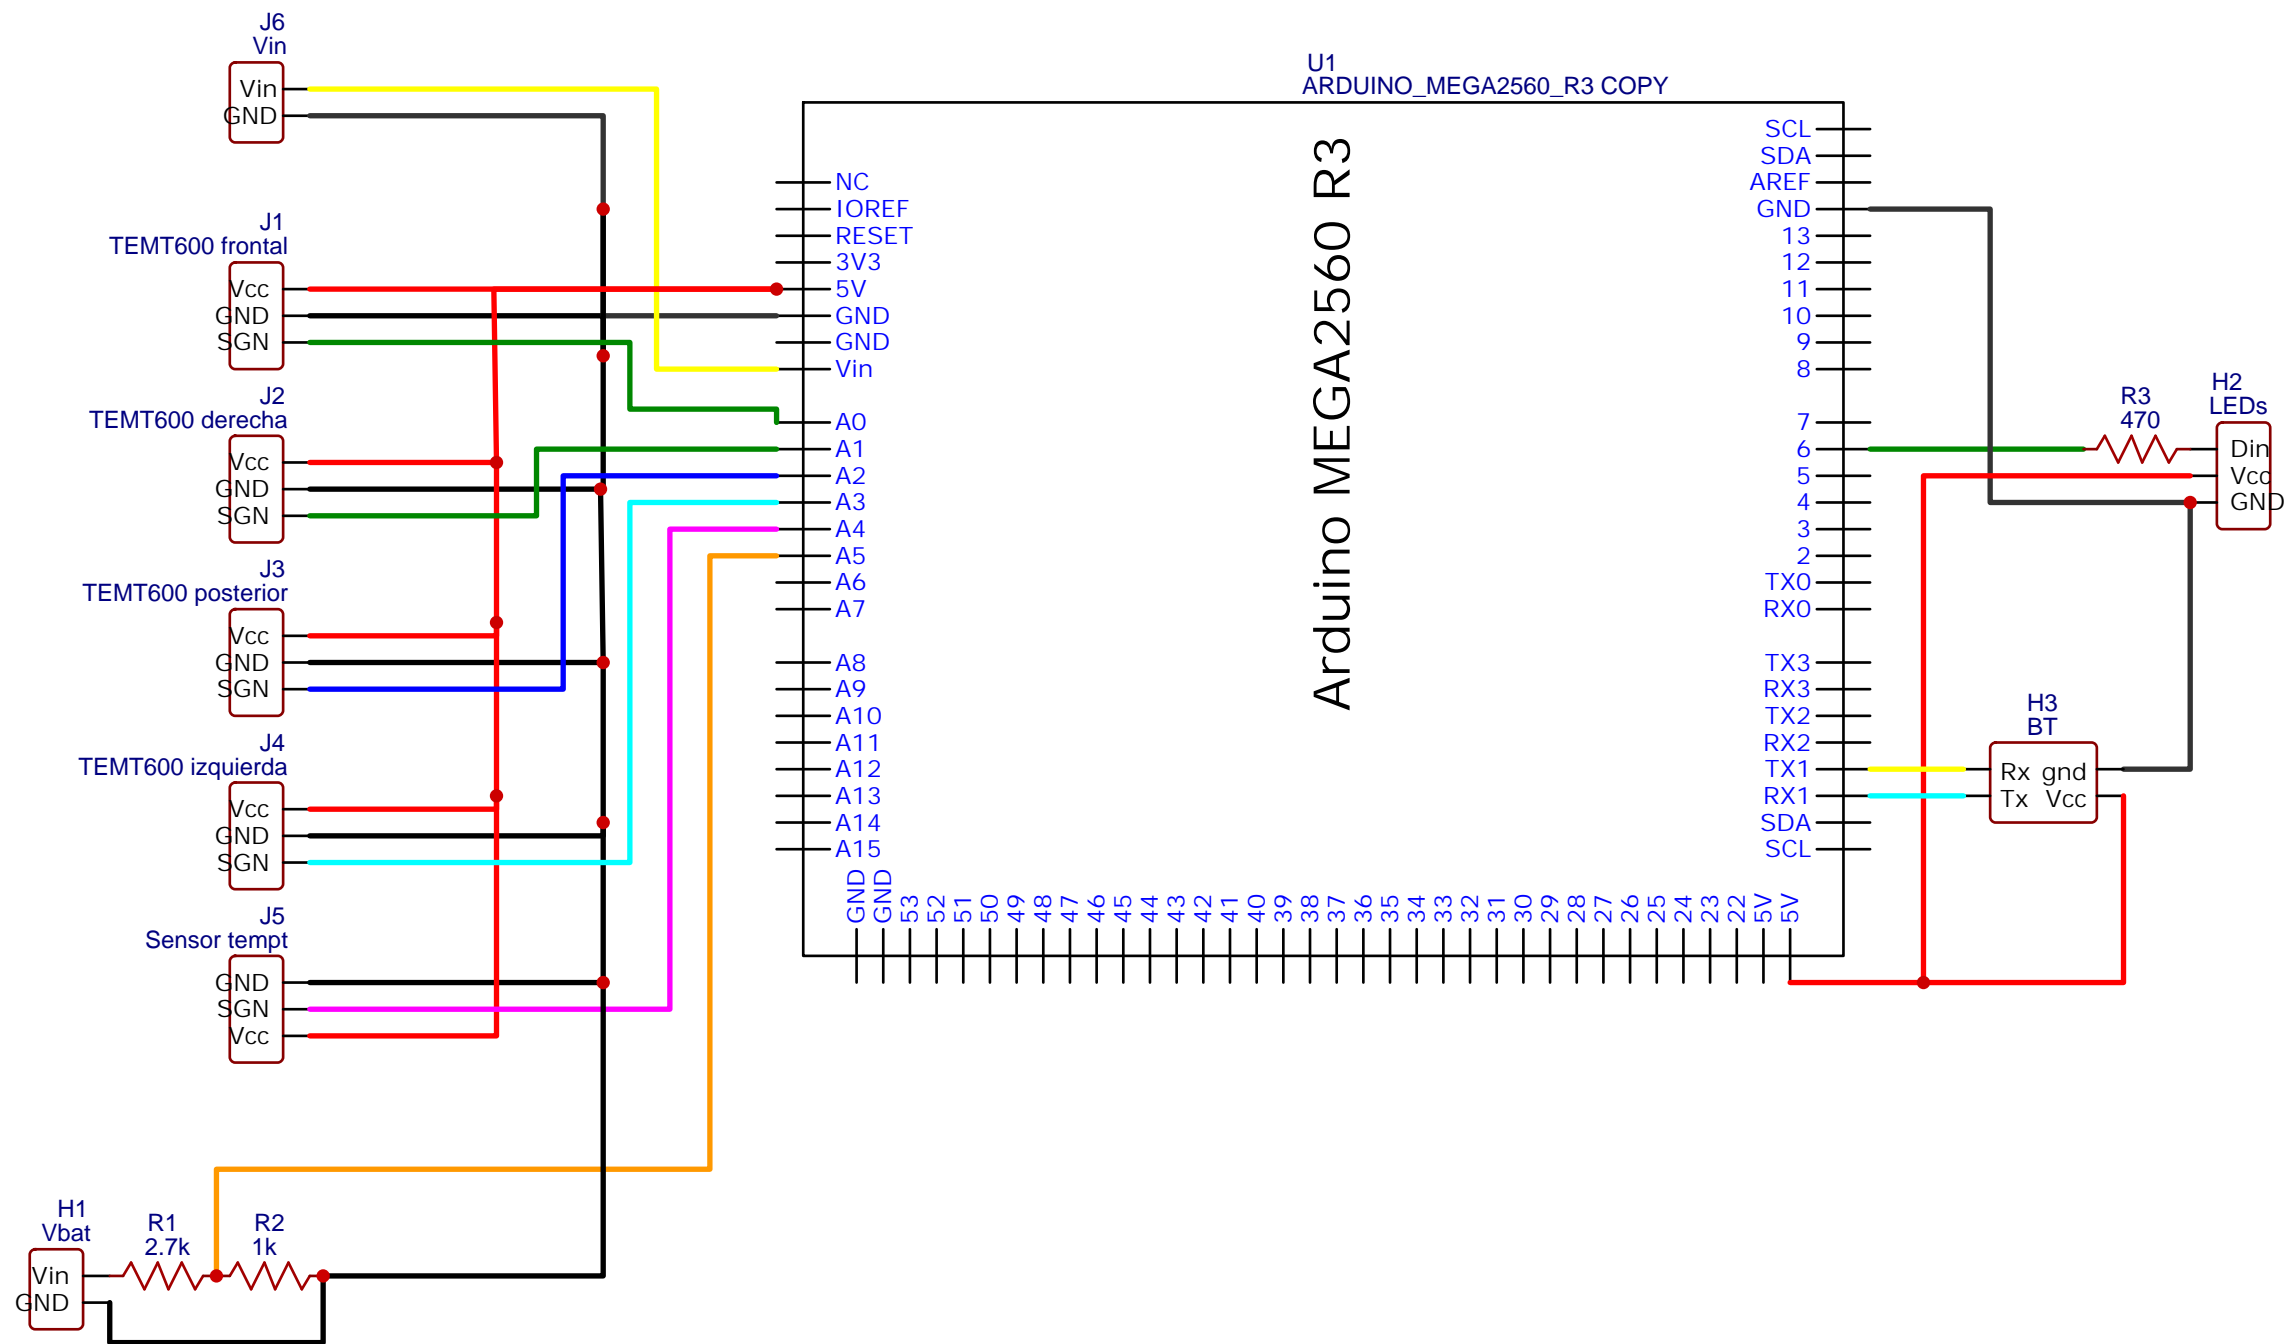 J6
Vin
Vin
GND
J1
TEMT600 frontal
Vcc
GND
SGN
J2
TEMT600 derecha
Vcc
GND
SGN
J3
TEMT600 posterior
Vcc
GND
SGN
J4
TEMT600 izquierda
Vcc
GND
SGN
J5
Sensor tempt
GND
SGN
Vcc
H1
Vbat
Vin
GND
R1
2.7k
R2
1k
U1
ARDUINO_MEGA2560_R3 COPY
Arduino MEGA2560 R3
NC
IOREF
RESET
3V3
5V
GND
GND
Vin
A0
A1
A2
A3
A4
A5
A6
A7
A8
A9
A10
A11
A12
A13
A14
A15
GND
GND
53
52
51
50
49
48
47
46
45
44
43
42
41
40
39
38
37
36
35
34
33
32
31
30
29
28
27
26
25
24
23
22
5V
5V
SCL
SDA
AREF
GND
13
12
11
10
9
8
7
6
5
4
3
2
TX0
RX0
TX3
RX3
TX2
RX2
TX1
RX1
SDA
SCL
R3
470
H2
LEDs
Din
Vcc
GND
H3
BT
Rx gnd
Tx Vcc